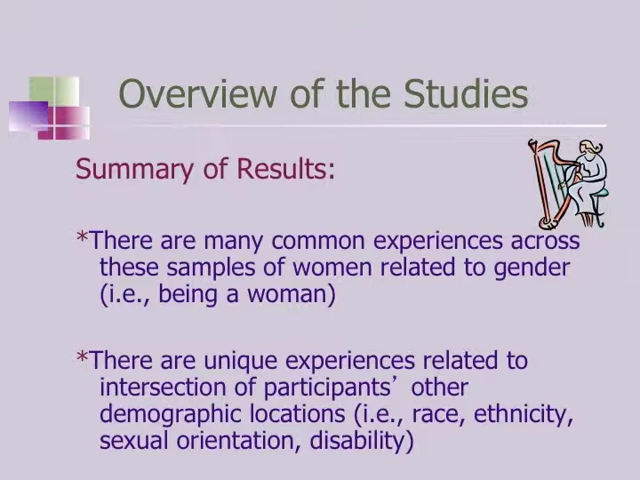 Overview of the Studies
Summary of Results:
*There are many common experiences across
these samples of women related to gender
(i.e., being a woman)
*There are unique experiences related to
intersection of participants’ other
demographic locations (i.e., race, ethnicity,
sexual orientation, disability)